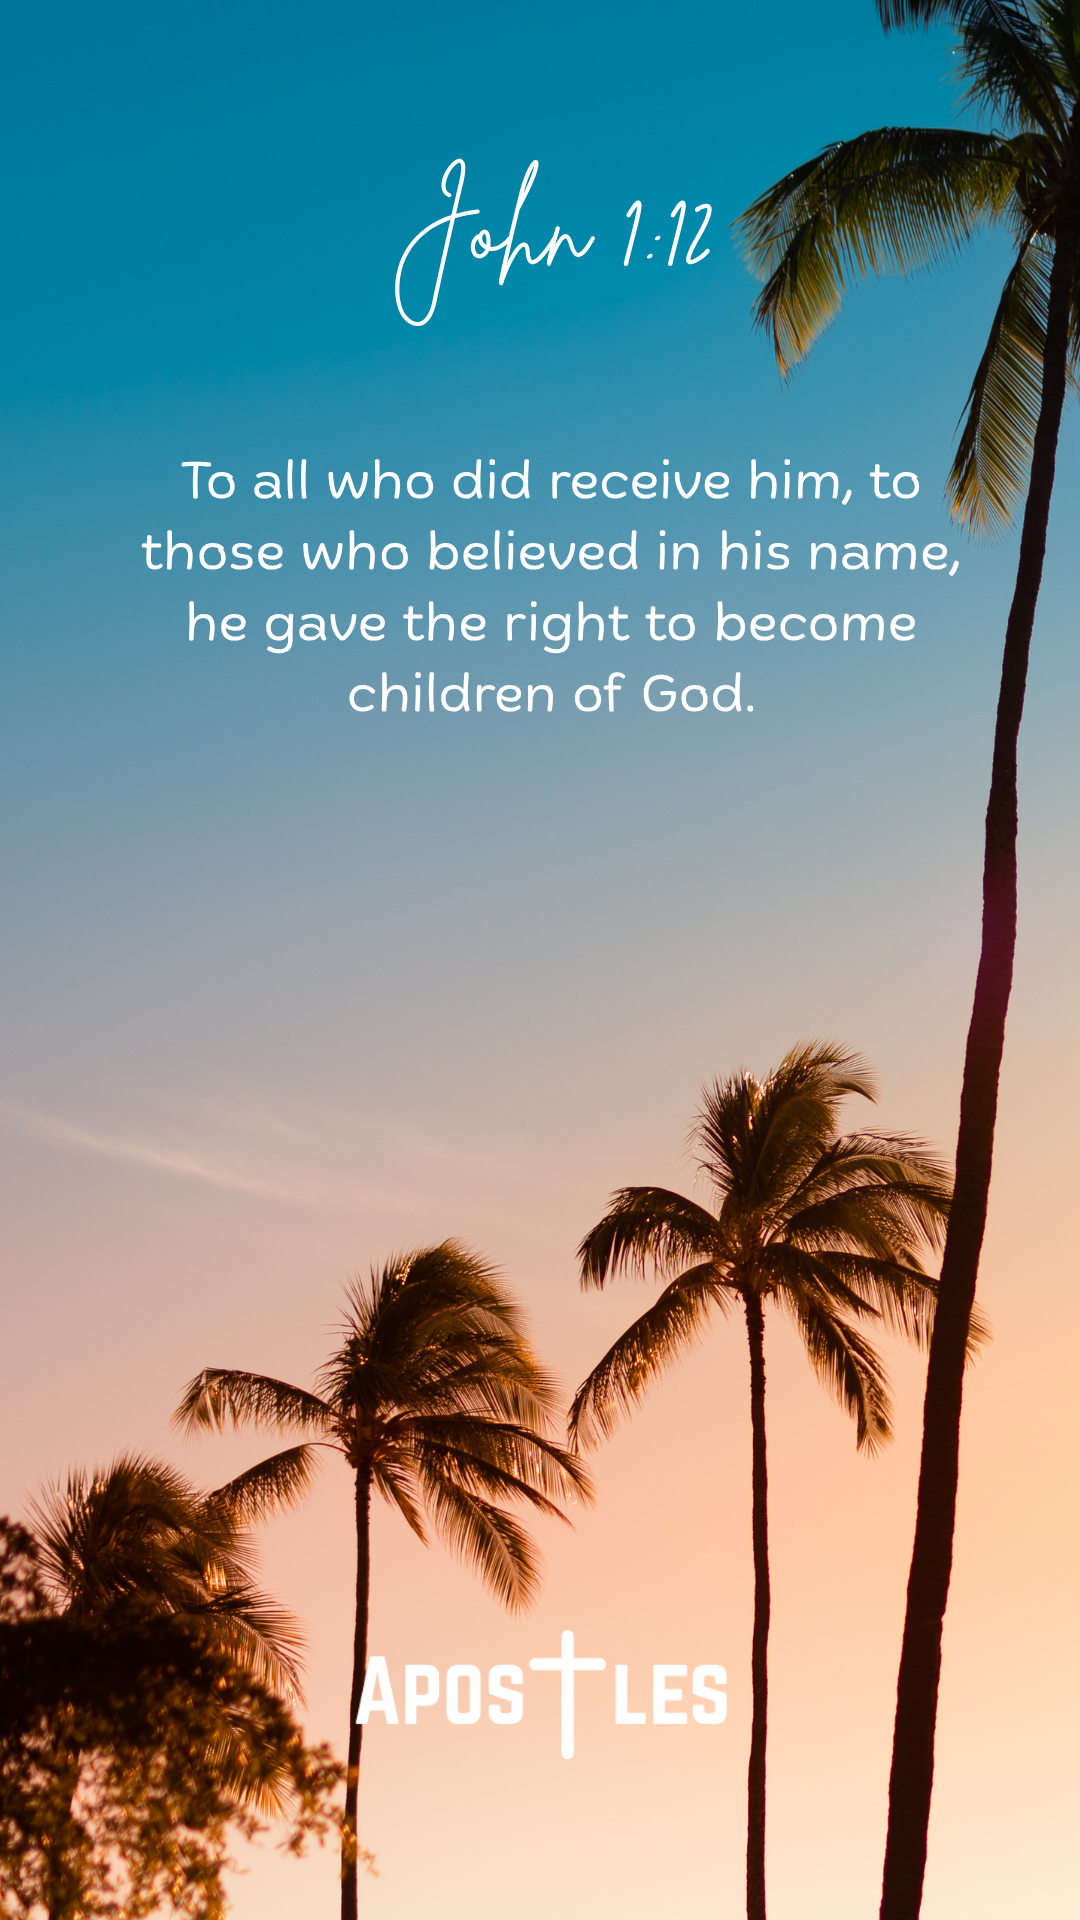 John 1:12
To all who did receive him, to
those who believed in his name,
he gave the right to become
children of God.
APOSTLES